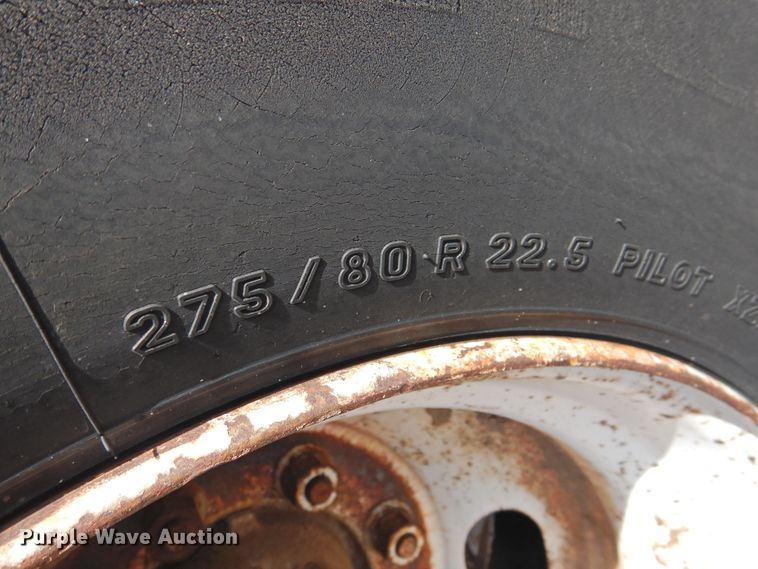 275/80 R 22.5 PILOT
Purple Wave Auction